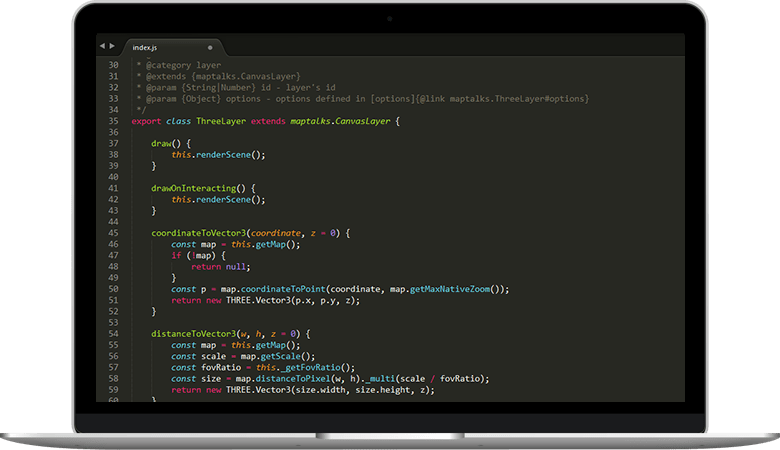 index.js
30 * @category layer
31 * @extends {maptalks.CanvasLayer}
32 * @param {String|Number} id - layer's id
33 * @param {Object} options - options defined in [options]{@link maptalks.ThreeLayer#options}
34 */
35 export class ThreeLayer extends maptalks.CanvasLayer {
36
37 draw() {
38 this.renderScene();
39 }
40
41 drawOnInteracting() {
42 this.renderScene();
43 }
44
45 coordinateToVector3(coordinate, z = 0) {
46 const map = this.getMap();
47 if (!map) {
48 return null;
49 }
50 const p = map.coordinateToPoint(coordinate, map.getMaxNativeZoom());
51 return new THREE.Vector3(p.x, p.y, z);
52 }
53
54 distanceToVector3(w, h, z = 0) {
55 const map = this.getMap();
56 const scale = map.getScale();
57 const fovRatio = this._getFovRatio();
58 const size = map.distanceToPixel(w, h)._multi(scale / fovRatio);
59 return new THREE.Vector3(size.width, size.height, z);
60 }